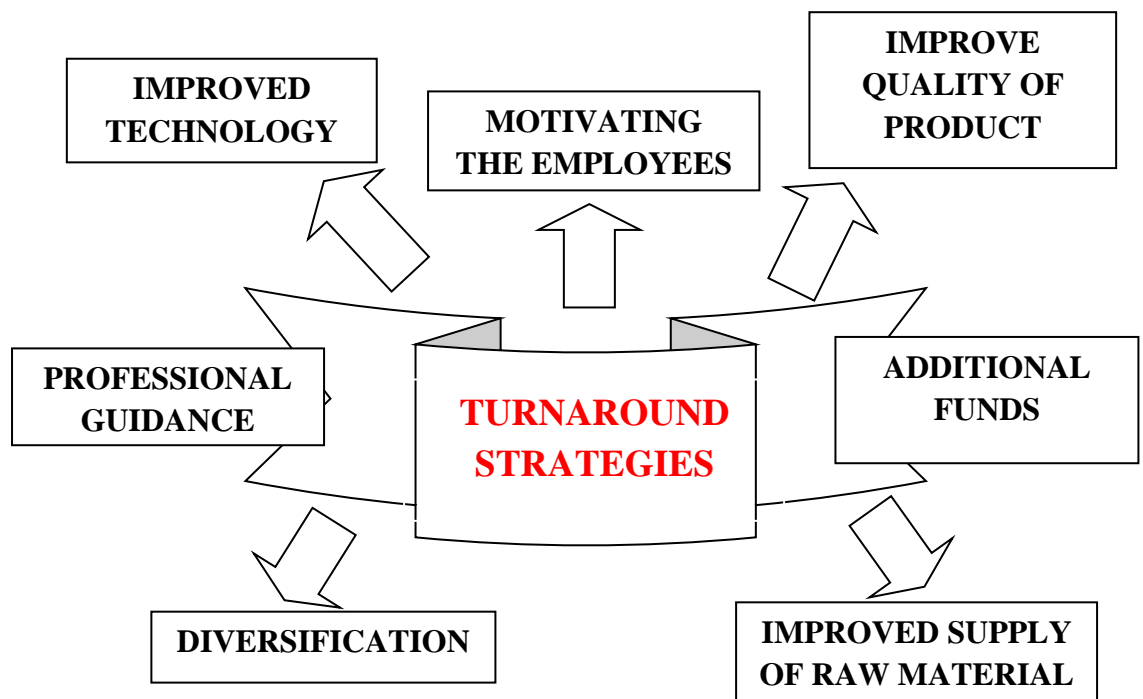 IMPROVED
TECHNOLOGY
MOTIVATING
THE EMPLOYEES
IMPROVE
QUALITY OF
PRODUCT
PROFESSIONAL
GUIDANCE
TURNAROUND
STRATEGIES
ADDITIONAL
FUNDS
DIVERSIFICATION
IMPROVED SUPPLY
OF RAW MATERIAL